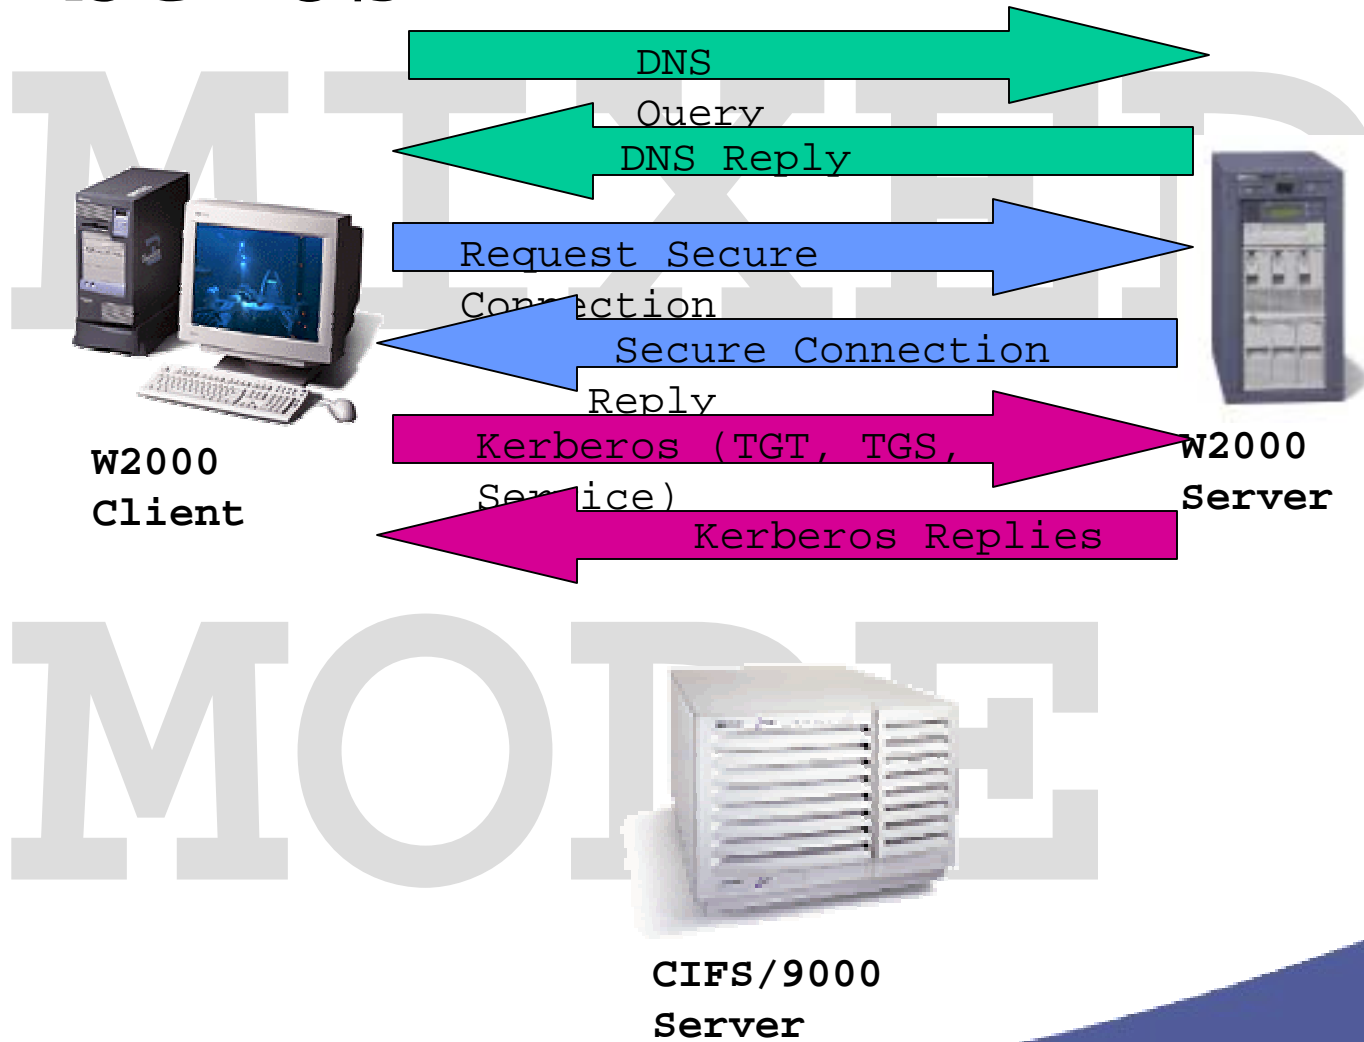 DNS
Query
DNS Reply
Request Secure
Connection
Secure Connection
Reply
Kerberos (TGT, TGS,
Service)
Kerberos Replies
W2000
Client
W2000
Server
MIXED
MODE
CIFS/9000
Server